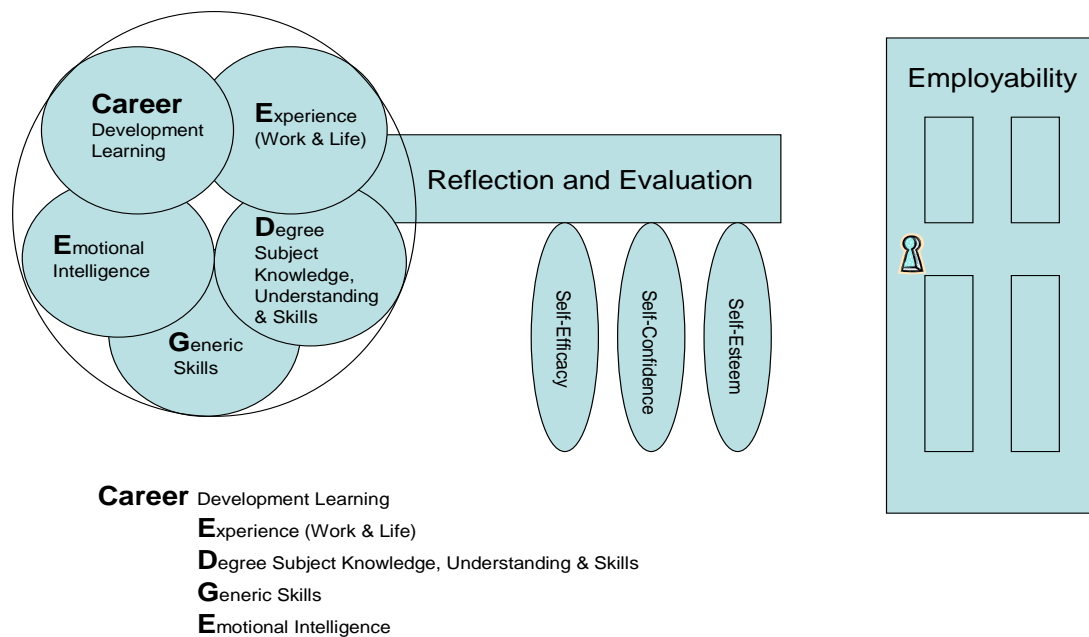 Career
Development
Learning
Experience
(Work & Life)
Degree
Subject
Knowledge,
Understanding
& Skills
Generic
Skills
Emotional
Intelligence
Reflection and Evaluation
Self-Efficacy
Self-Confidence
Self-Esteem
Employability
Career Development Learning
Experience (Work & Life)
Degree Subject Knowledge, Understanding & Skills
Generic Skills
Emotional Intelligence